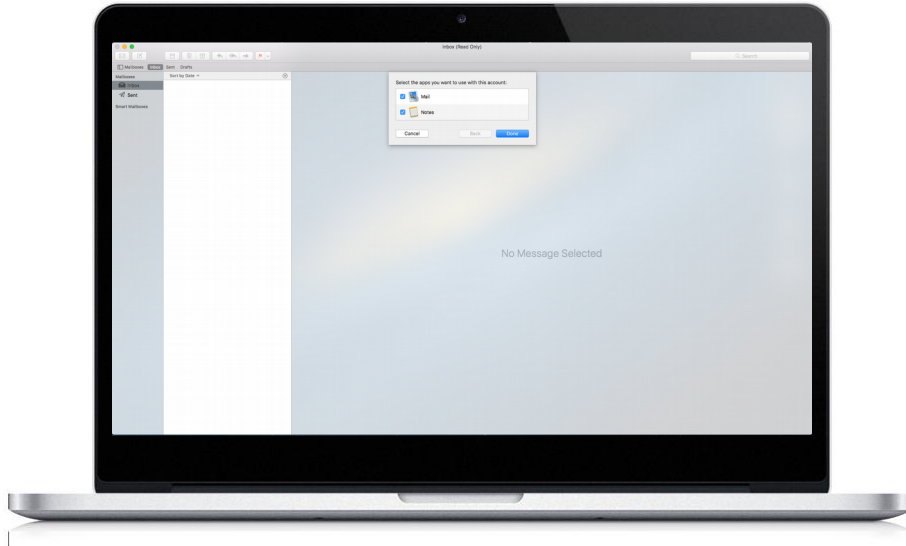 Inbox (Read Only)
Search
Mailboxes Inbox Sent Drafts
Mailboxes
Inbox
Sent
Smart Mailboxes
Sort by Date
Select the apps you want to use with this account:
Mail
Notes
Cancel Back Done
No Message Selected